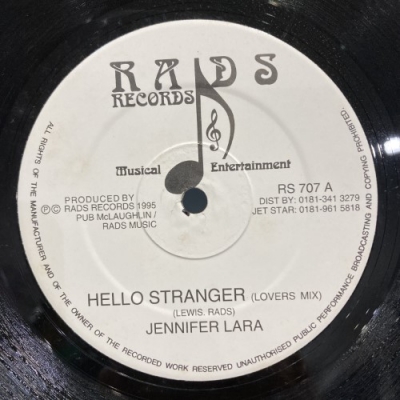 RADS
RECORDS
Musical Entertainment
PRODUCED BY
Ⓟ© RADS RECORDS 1995
PUB McLAUGHLIN /
RADS MUSIC
RS 707 A
DIST BY: 0181-341 3279
JET STAR: 0181-961 5818
HELLO STRANGER (LOVERS MIX)
(LEWIS. RADS)
JENNIFER LARA
ALL RIGHTS OF THE MANUFACTURER AND OF THE OWNER OF THE RECORDED WORK RESERVED UNAUTHORISED PUBLIC PERFORMANCE BROADCASTING AND COPYING PROHIBITED.